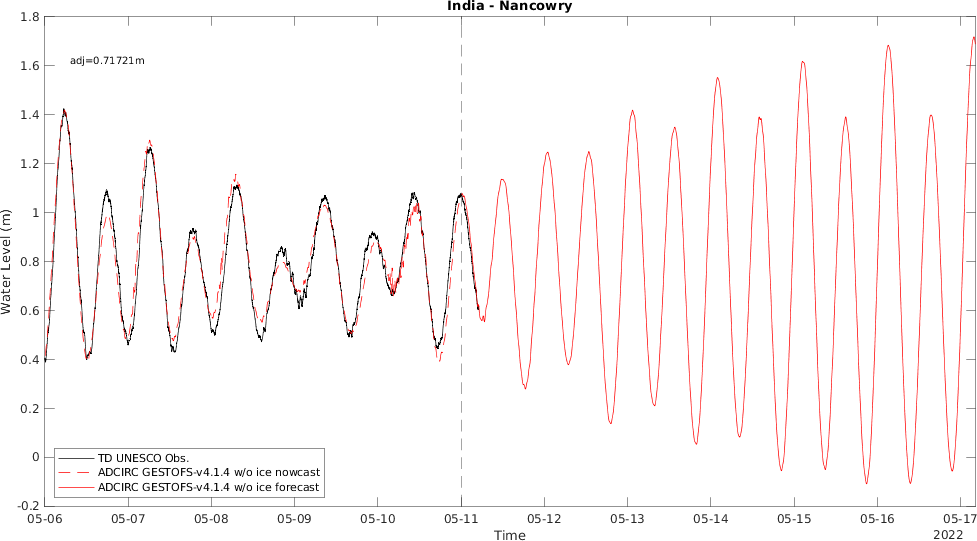 India - Nancowry
adj=0.71721m
1.8
1.6
1.4
1.2
1
0.8
0.6
0.4
0.2
0
-0.2
Water Level (m)
TD UNESCO Obs.
ADCIRC GESTOFS-v4.1.4 w/o ice nowcast
ADCIRC GESTOFS-v4.1.4 w/o ice forecast
05-06 05-07 05-08 05-09 05-10 05-11 05-12 05-13 05-14 05-15 05-16 05-17
Time
2022